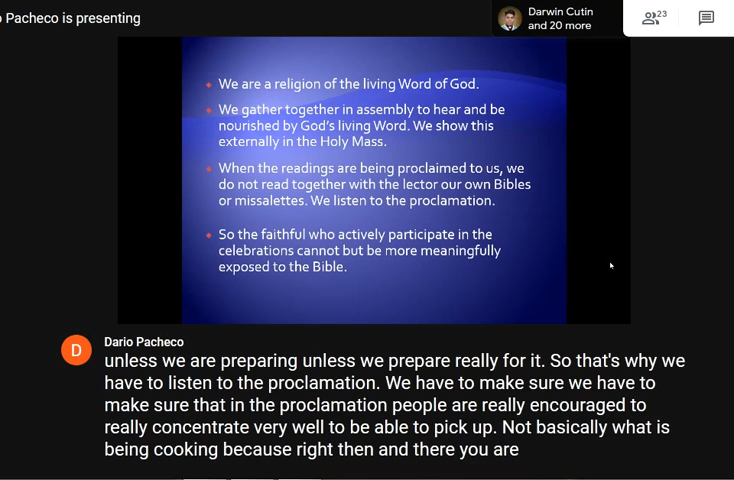 o Pacheco is presenting
Darwin Cutin
and 20 more
23
We are a religion of the living Word of God.
We gather together in assembly to hear and be
nourished by God's living Word. We show this
externally in the Holy Mass.
When the readings are being proclaimed to us, we
do not read together with the lector our own Bibles
or missalettes. We listen to the proclamation.
So the faithful who actively participate in the
celebrations cannot but be more meaningfully
exposed to the Bible.
D
Dario Pacheco
unless we are preparing unless we prepare really for it. So that's why we
have to listen to the proclamation. We have to make sure we have to
make sure that in the proclamation people are really encouraged to
really concentrate very well to be able to pick up. Not basically what is
being cooking because right then and there you are